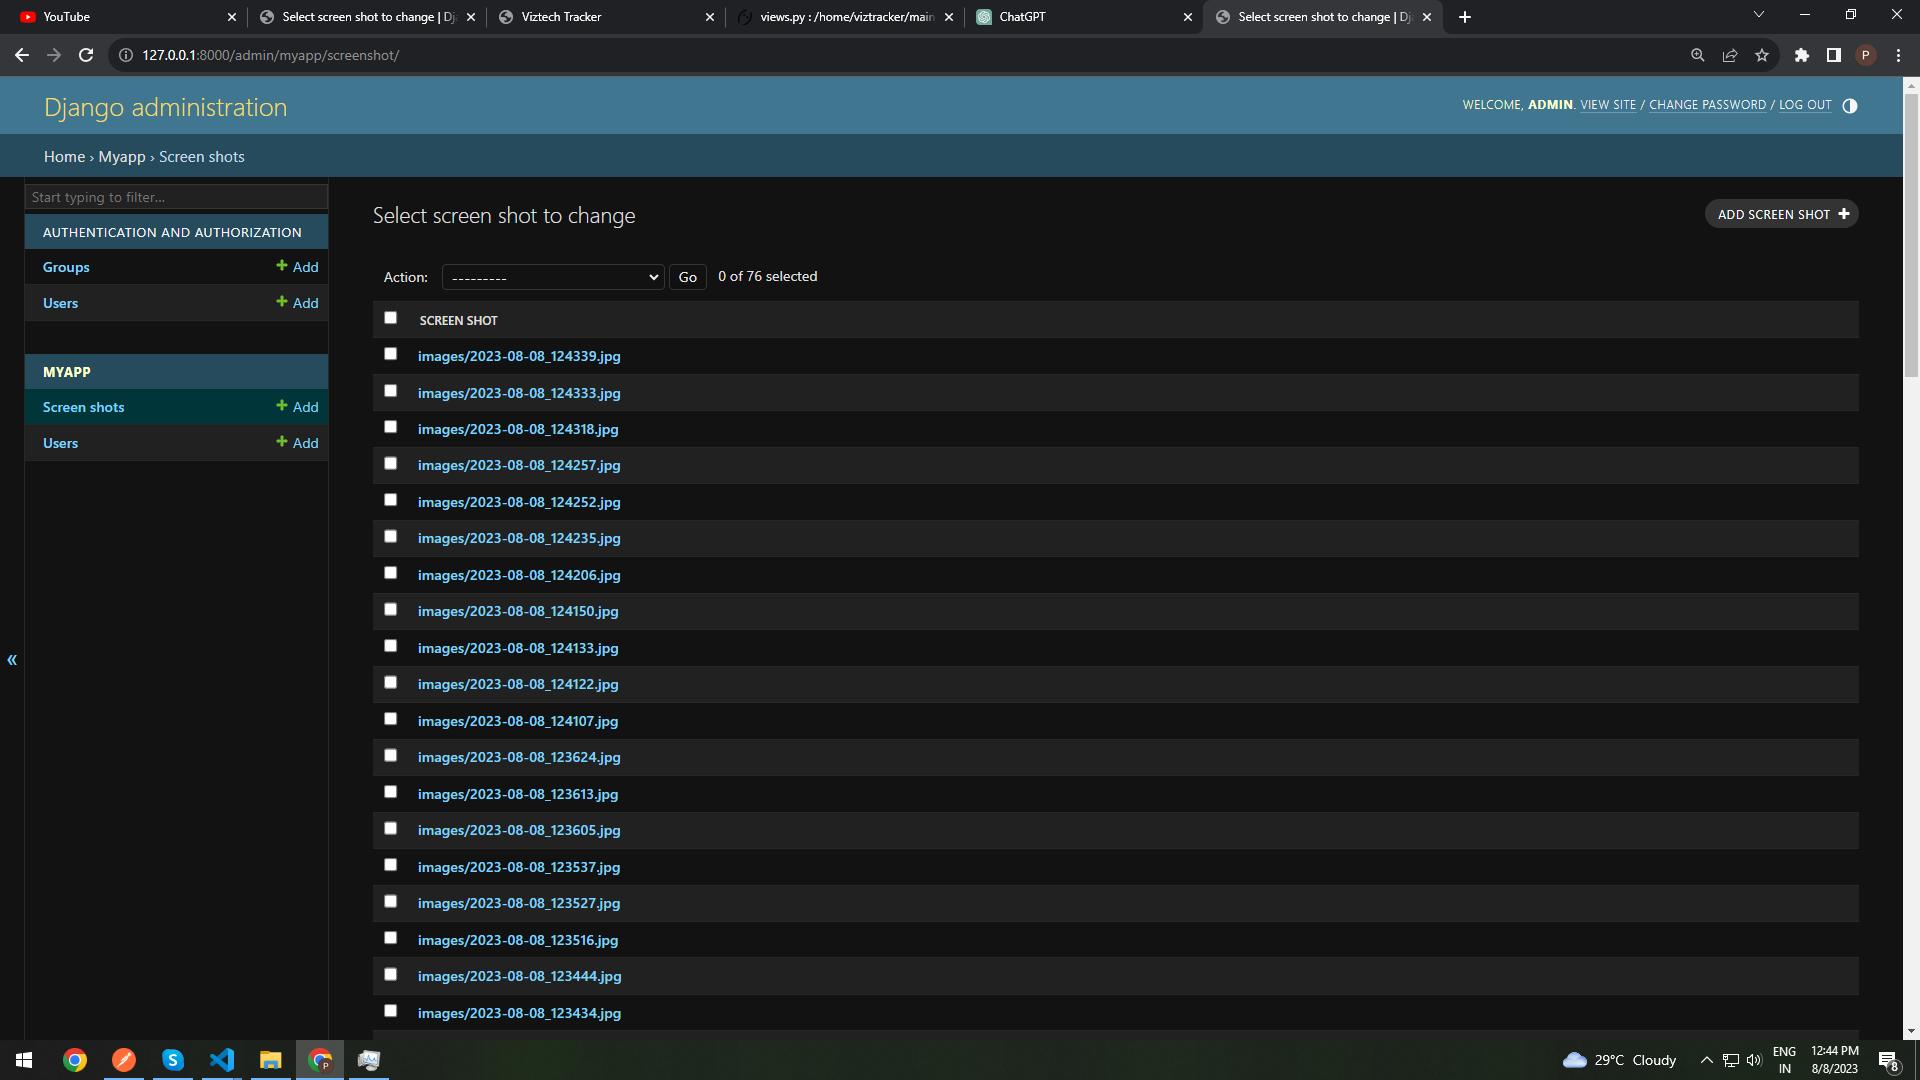 YouTube
Select screen shot to change | Dj
Viztech Tracker
views.py : /home/viztracker/main
ChatGPT
Select screen shot to change | Dj
127.0.0.1:8000/admin/myapp/screenshot/
P
Django administration
WELCOME, ADMIN. VIEW SITE / CHANGE PASSWORD / LOG OUT
Home › Myapp › Screen shots
Start typing to filter...
AUTHENTICATION AND AUTHORIZATION
Groups + Add
Users + Add
MYAPP
Screen shots + Add
Users + Add
«
Select screen shot to change
ADD SCREEN SHOT +
Action: --------- Go 0 of 76 selected
SCREEN SHOT
images/2023-08-08_124339.jpg
images/2023-08-08_124333.jpg
images/2023-08-08_124318.jpg
images/2023-08-08_124257.jpg
images/2023-08-08_124252.jpg
images/2023-08-08_124235.jpg
images/2023-08-08_124206.jpg
images/2023-08-08_124150.jpg
images/2023-08-08_124133.jpg
images/2023-08-08_124122.jpg
images/2023-08-08_124107.jpg
images/2023-08-08_123624.jpg
images/2023-08-08_123613.jpg
images/2023-08-08_123605.jpg
images/2023-08-08_123537.jpg
images/2023-08-08_123527.jpg
images/2023-08-08_123516.jpg
images/2023-08-08_123444.jpg
images/2023-08-08_123434.jpg
29°C Cloudy
ENG
IN
12:44 PM
8/8/2023
8